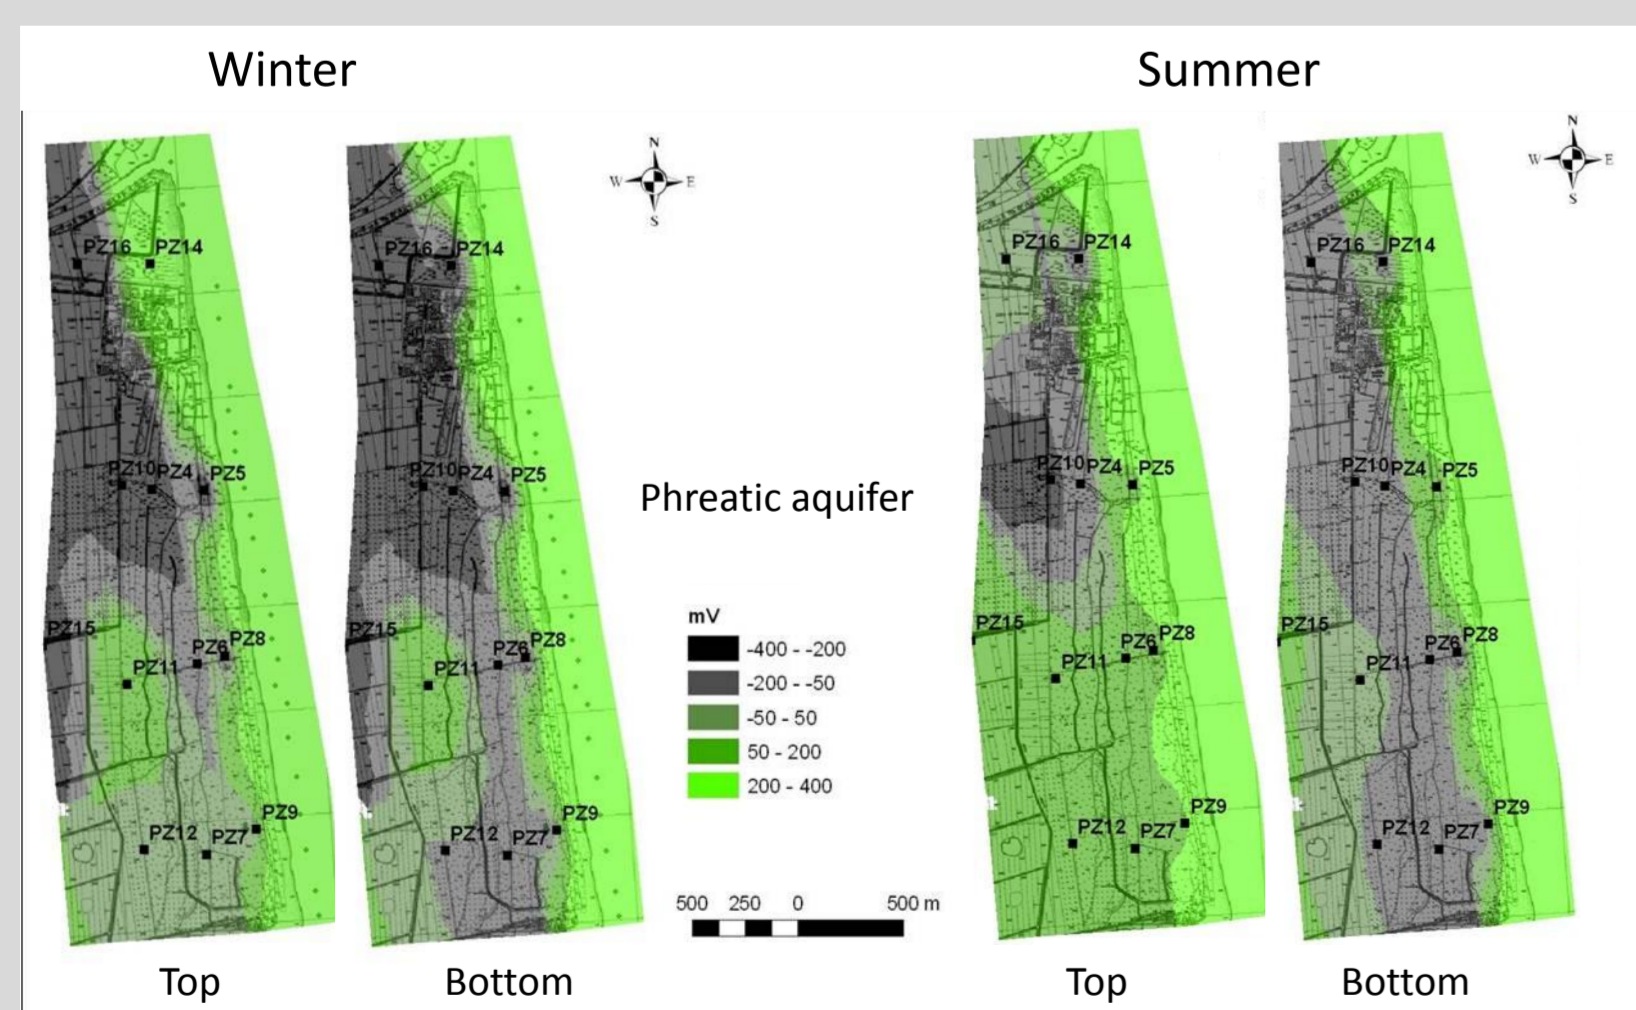 Winter
Summer
N
W E
S
N
W E
S
PZ16 PZ14
PZ10 PZ4 PZ5
PZ15
PZ11 PZ6 PZ8
PZ12 PZ7 PZ9
PZ16 PZ14
PZ10 PZ4 PZ5
PZ15
PZ11 PZ6 PZ8
PZ12 PZ7 PZ9
Phreatic aquifer
mV
-400 - -200
-200 - -50
-50 - 50
50 - 200
200 - 400
500 250 0 500 m
PZ16 PZ14
PZ10 PZ4 PZ5
PZ15
PZ11 PZ6 PZ8
PZ12 PZ7 PZ9
PZ16 PZ14
PZ10 PZ4 PZ5
PZ15
PZ11 PZ6 PZ8
PZ12 PZ7 PZ9
Top
Bottom
Top
Bottom